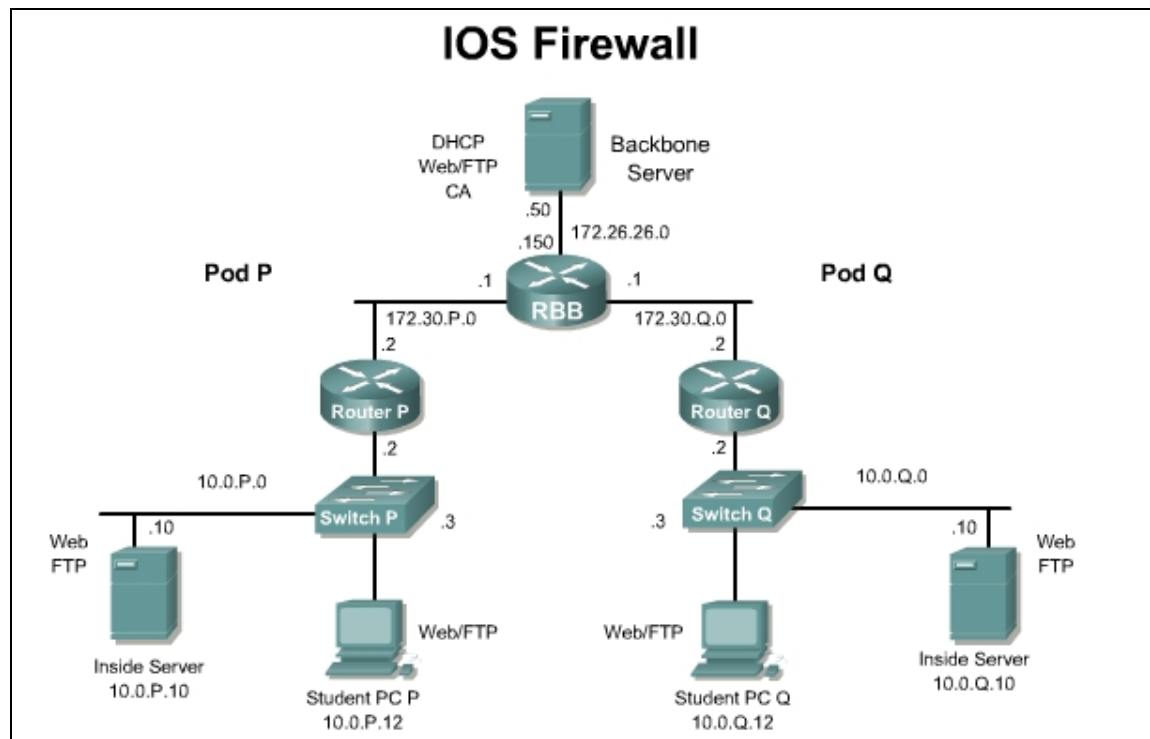 IOS Firewall
DHCP
Web/FTP
CA
Backbone
Server
.50
172.26.26.0
.150
Pod P
Pod Q
.1
RBB
.1
172.30.P.0
172.30.Q.0
.2
.2
Router P
Router Q
.2
.2
10.0.P.0
10.0.Q.0
Switch P
.3
.3
Switch Q
.10
.10
Web
FTP
Web
FTP
Web/FTP
Web/FTP
Inside Server
10.0.P.10
Student PC P
10.0.P.12
Student PC Q
10.0.Q.12
Inside Server
10.0.Q.10